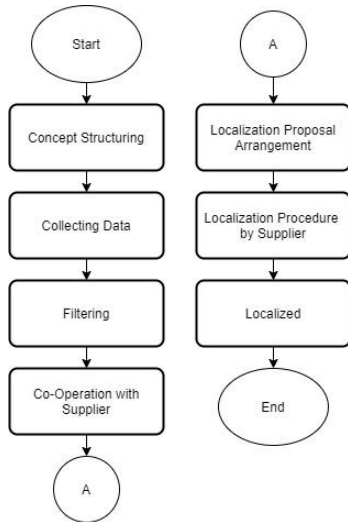 Start
Concept Structuring
Collecting Data
Filtering
Co-Operation with
Supplier
A
A
Localization Proposal
Arrangement
Localization Procedure
by Supplier
Localized
End